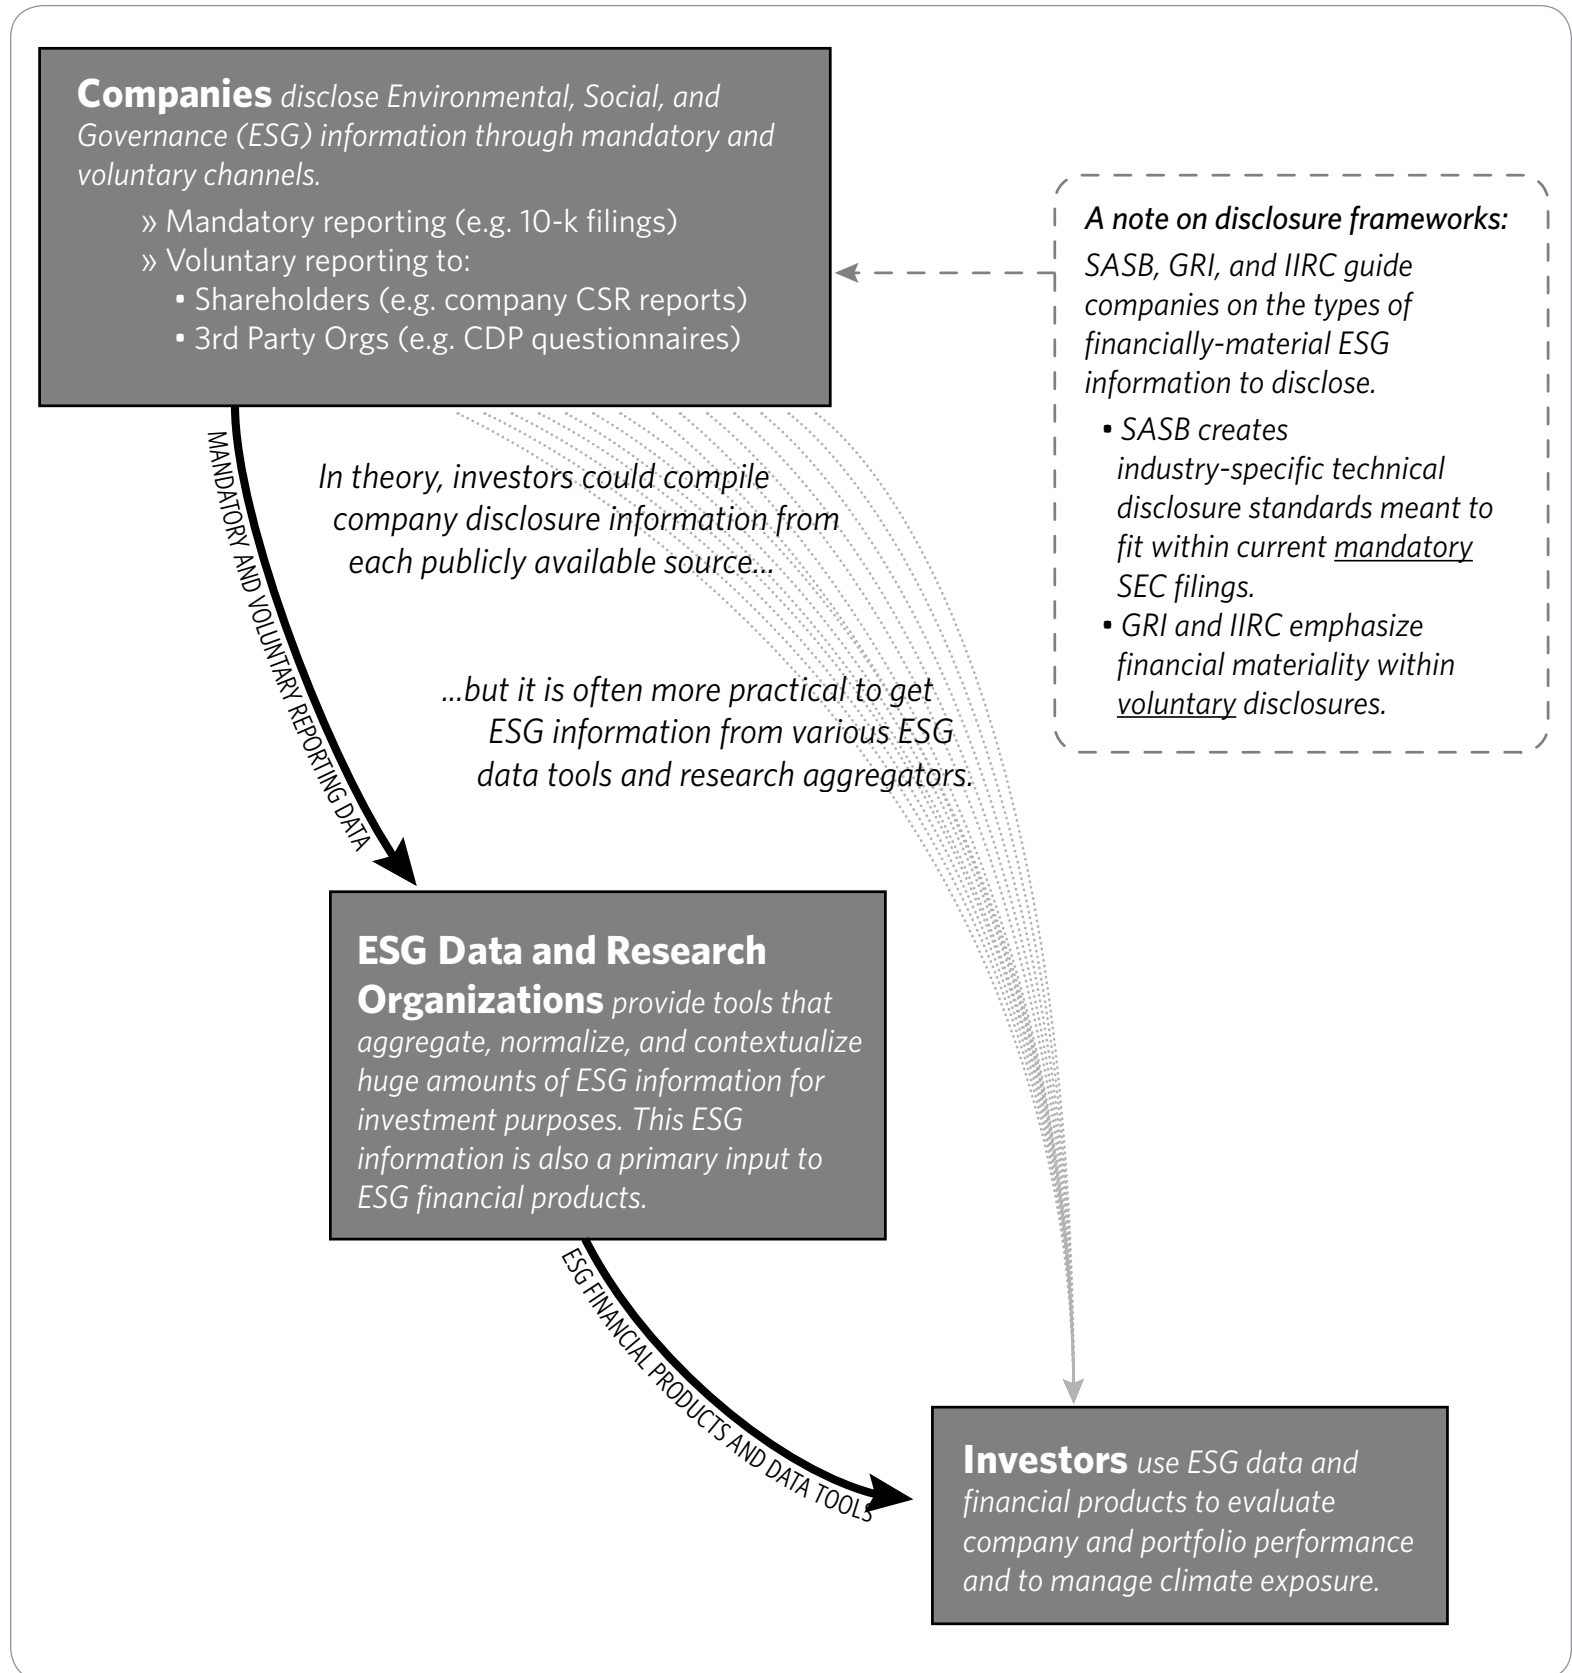 Companies disclose Environmental, Social, and
Governance (ESG) information through mandatory and
voluntary channels.
» Mandatory reporting (e.g. 10-k filings)
» Voluntary reporting to:
▪ Shareholders (e.g. company CSR reports)
▪ 3rd Party Orgs (e.g. CDP questionnaires)
A note on disclosure frameworks:
SASB, GRI, and IIRC guide
companies on the types of
financially-material ESG
information to disclose.
▪ SASB creates
industry-specific technical
disclosure standards meant to
fit within current mandatory
SEC filings.
▪ GRI and IIRC emphasize
financial materiality within
voluntary disclosures.
MANDATORY AND VOLUNTARY REPORTING DATA
In theory, investors could compile
company disclosure information from
each publicly available source...
...but it is often more practical to get
ESG information from various ESG
data tools and research aggregators.
ESG Data and Research
Organizations provide tools that
aggregate, normalize, and contextualize
huge amounts of ESG information for
investment purposes. This ESG
information is also a primary input to
ESG financial products.
ESG FINANCIAL PRODUCTS AND DATA TOOLS
Investors use ESG data and
financial products to evaluate
company and portfolio performance
and to manage climate exposure.